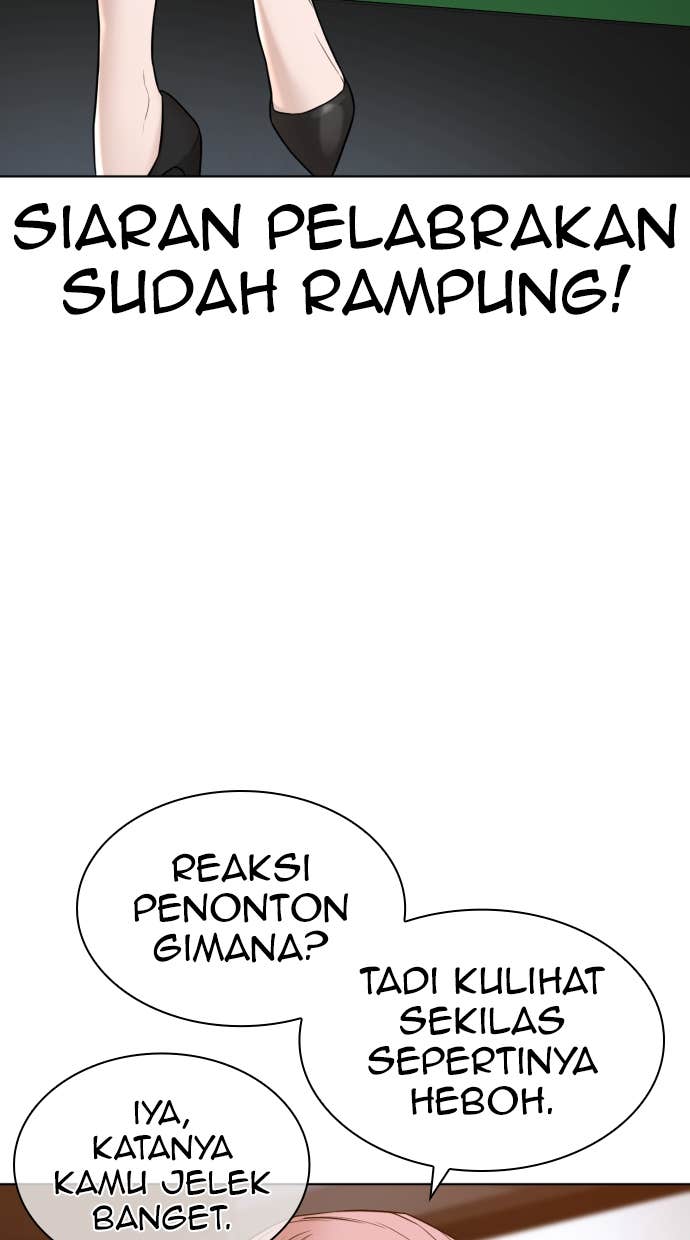 SIARAN PELABRAKAN
SUDAH RAMPUNG!
REAKSI
PENONTON
GIMANA?
TADI KULIHAT
SEKILAS
SEPERTINYA
HEBOH.
IYA,
KATANYA
KAMU JELEK
BANGET.